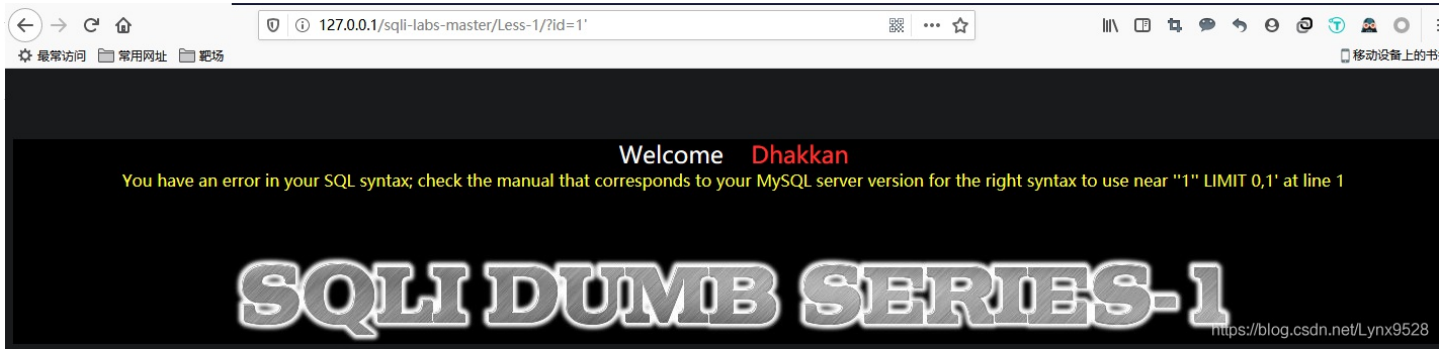 127.0.0.1/sqli-labs-master/Less-1/?id=1'
最常访问 常用网址 靶场 移动设备上的书
Welcome Dhakkan
You have an error in your SQL syntax; check the manual that corresponds to your MySQL server version for the right syntax to use near ''1'' LIMIT 0,1' at line 1
SQLI DUMB SERIES-1
https://blog.csdn.net/Lynx9528